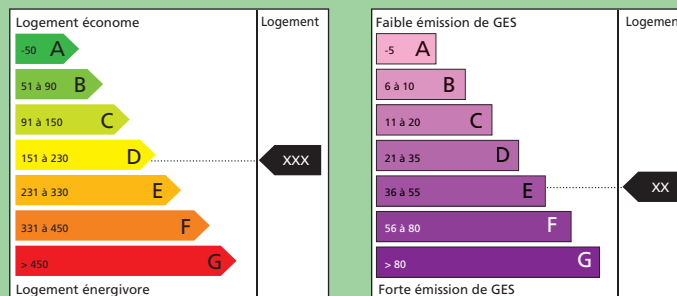 Logement économe
Logement
-50 A
51 à 90 B
91 à 150 C
151 à 230 D
XXX
231 à 330 E
331 à 450 F
> 450 G
Logement énergivore
Faible émission de GES
Logemen
-5 A
6 à 10 B
11 à 20 C
21 à 35 D
36 à 55 E
XX
56 à 80 F
> 80 G
Forte émission de GES